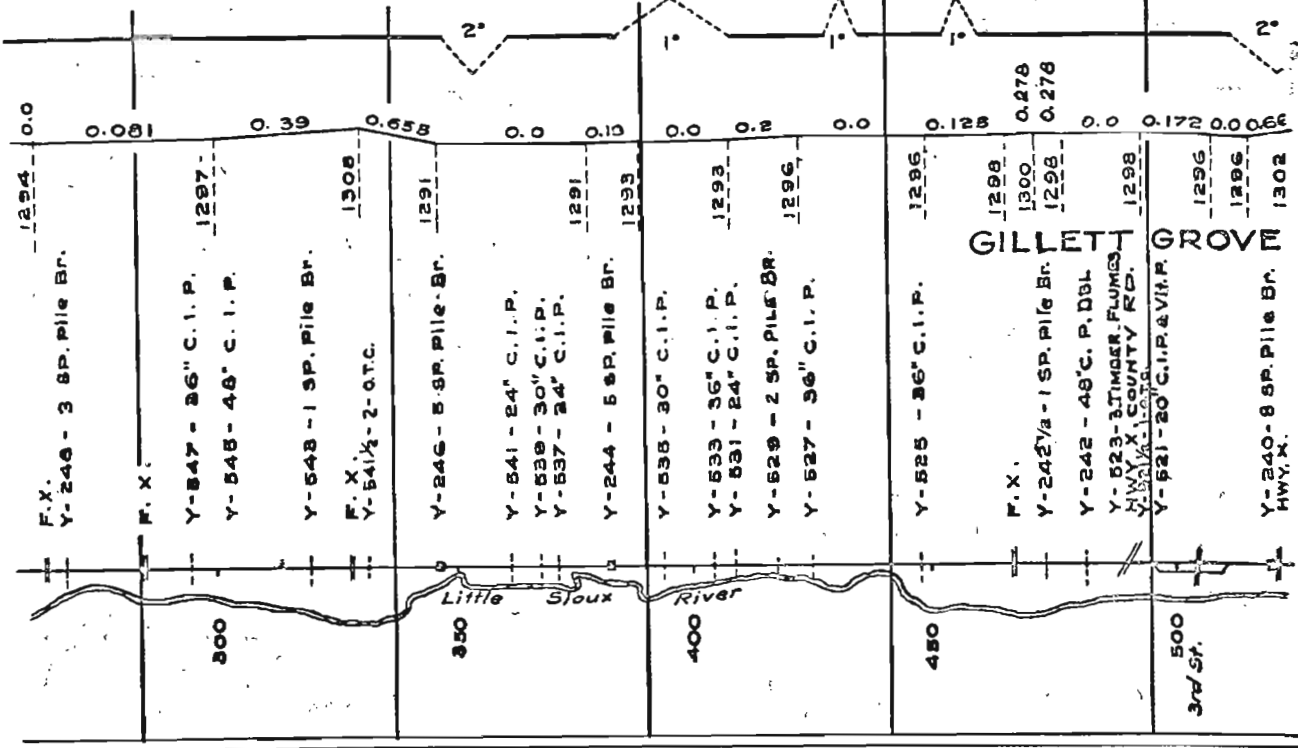 2°
1°
1°
1°
2°
0.0
0.081
0.39
0.658
0.0
0.13
0.0
0.2
0.0
0.128
0.278
0.278
0.0
0.172
0.0
0.66
1294
1297
1308
1291
1291
1293
1293
1296
1296
1298
1300
1298
1298
1296
1296
1302
GILLETT GROVE
F.X.
Y-248 - 3 SP. Pile Br.
F.X.
Y-547 - 36" C.I.P.
Y-545 - 48" C.I.P.
Y-543 - 1 SP. Pile Br.
F.X.
Y-541½ - 2-O.T.C.
Y-246 - 5 SP. Pile Br.
Y-541 - 24" C.I.P.
Y-539 - 30" C.I.P.
Y-537 - 24" C.I.P.
Y-244 - 5 SP. Pile Br.
Y-535 - 30" C.I.P.
Y-533 - 36" C.I.P.
Y-531 - 24" C.I.P.
Y-529 - 2 SP. PILE BR.
Y-527 - 36" C.I.P.
Y-525 - 36" C.I.P.
F.X.
Y-242½ - 1 SP. Pile Br.
Y-242 - 48" C.P. DBL
Y-523 - 3 TIMBER FLUMES
HWY. X. COUNTY RD.
Y-521 - 20" C.I.P. & Vit. P.
Y-240 - 8 SP. Pile Br.
HWY. X.
Little Sioux River
300
350
400
450
500
3rd St.